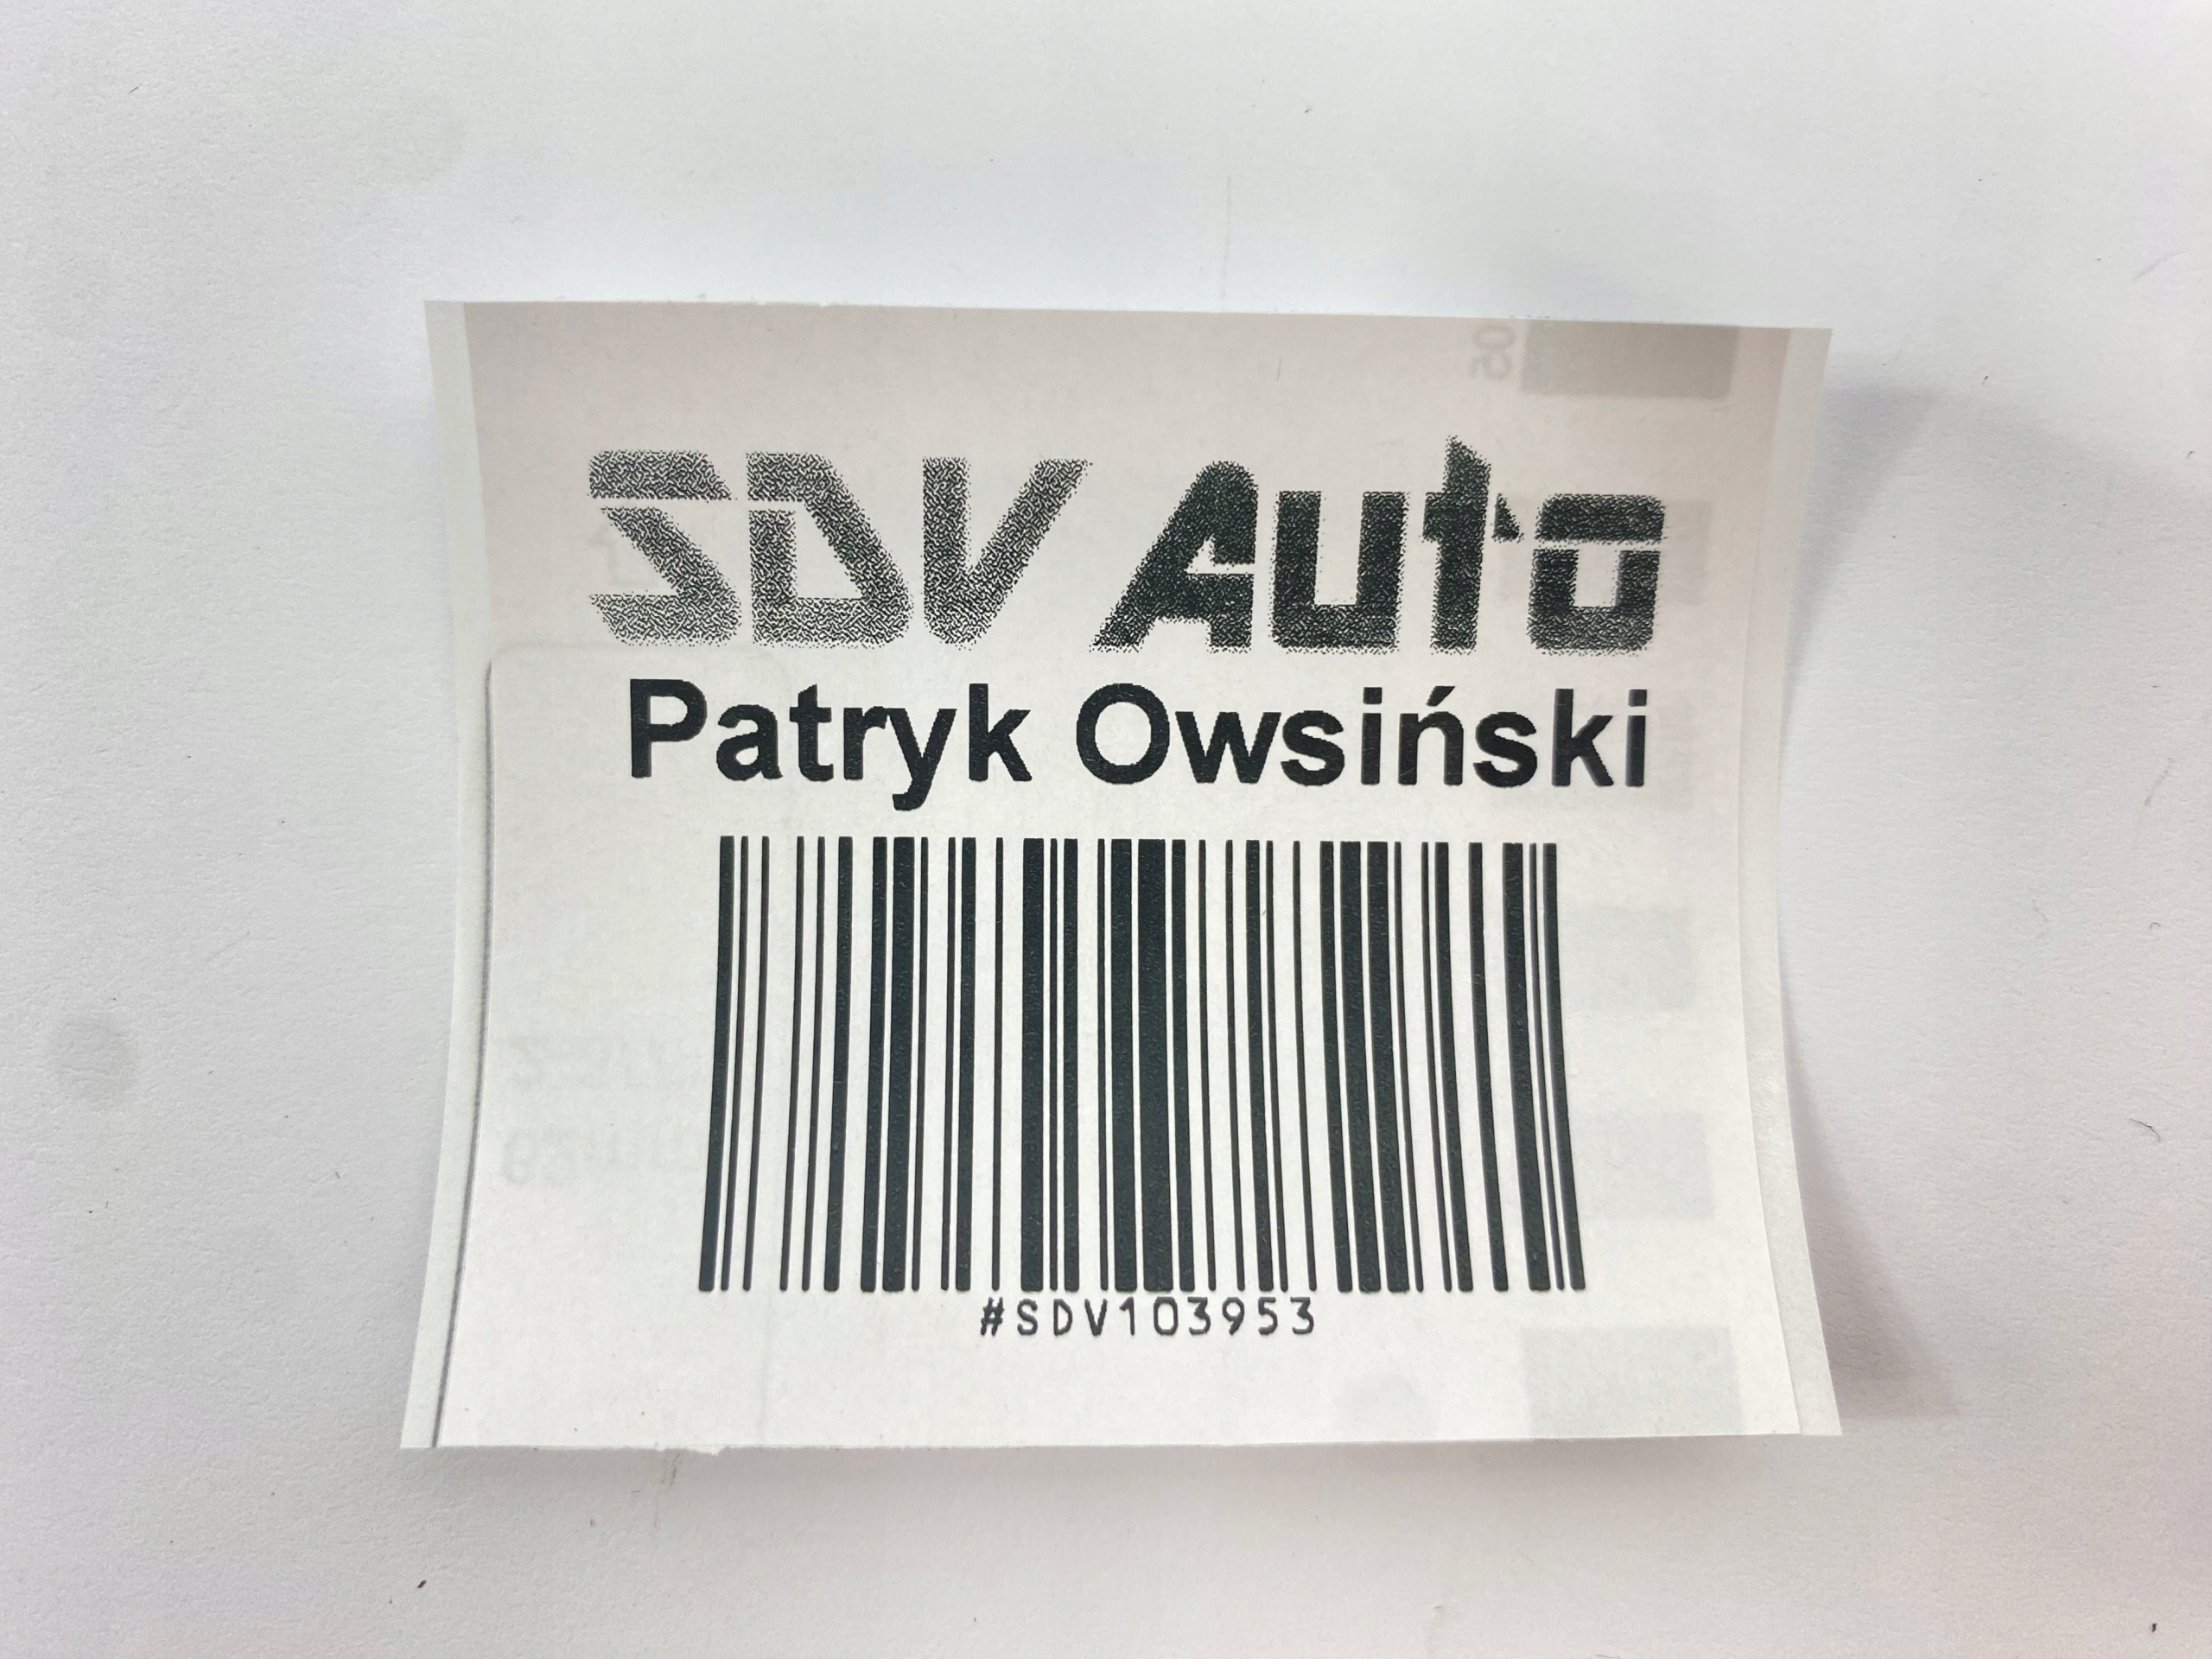 SDV Auto
Patryk Owsiński
#SDV103953